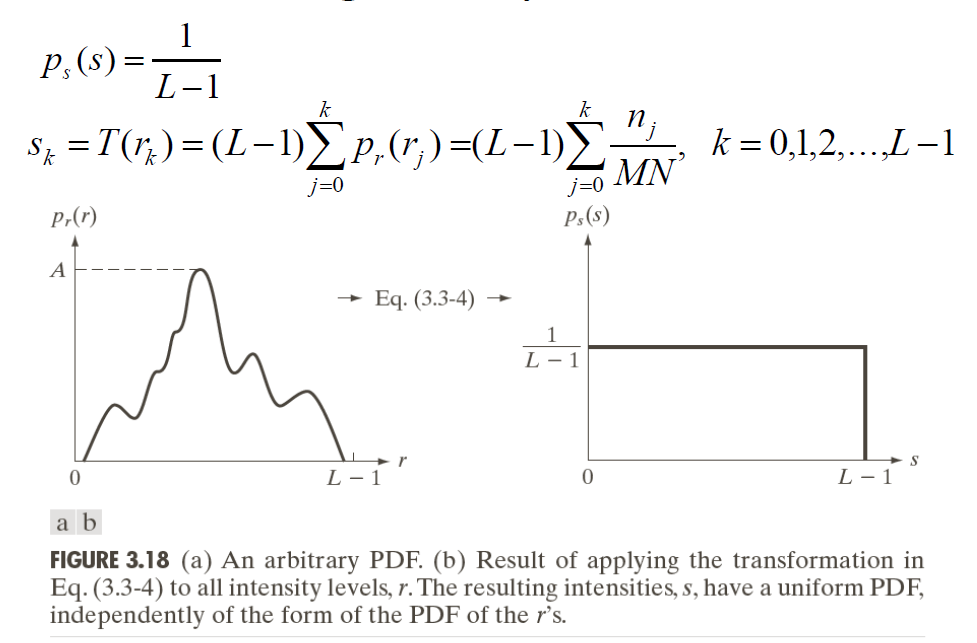 p_s(s) = 1/(L−1)
s_k = T(r_k) = (L−1)∑_{j=0}^{k} p_r(r_j) = (L−1)∑_{j=0}^{k} n_j/MN, k = 0,1,2,...,L−1
p_r(r) p_s(s)
A
→ Eq. (3.3-4) →
1/(L − 1)
0 L − 1 r 0 L − 1 s
a b
FIGURE 3.18 (a) An arbitrary PDF. (b) Result of applying the transformation in
Eq. (3.3-4) to all intensity levels, r. The resulting intensities, s, have a uniform PDF,
independently of the form of the PDF of the r's.